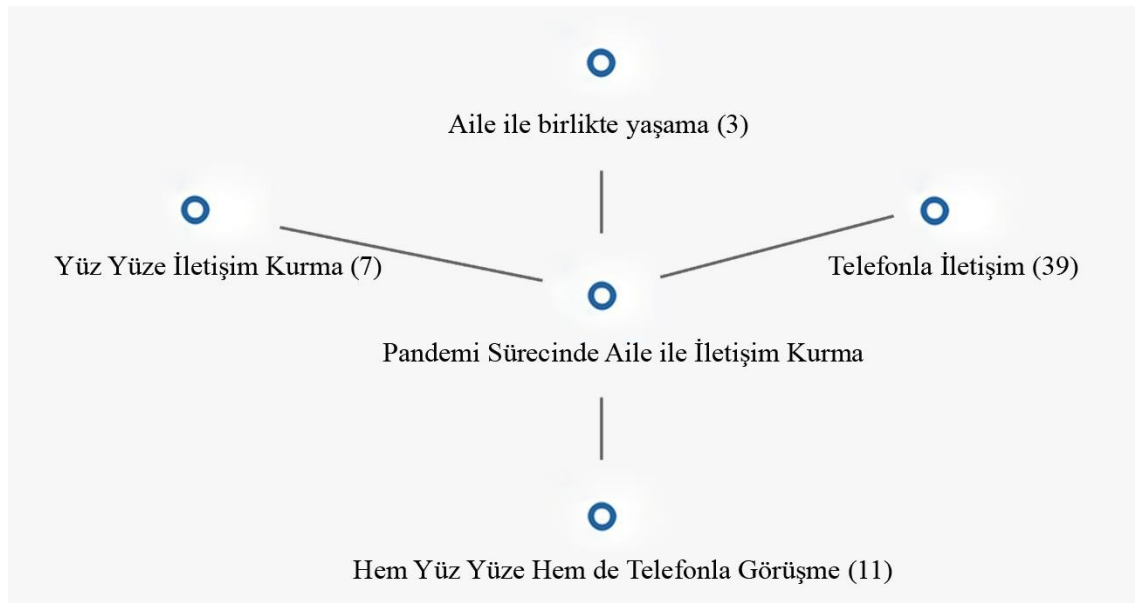 Aile ile birlikte yaşama (3)
Yüz Yüze İletişim Kurma (7)
Telefonla İletişim (39)
Pandemi Sürecinde Aile ile İletişim Kurma
Hem Yüz Yüze Hem de Telefonla Görüşme (11)